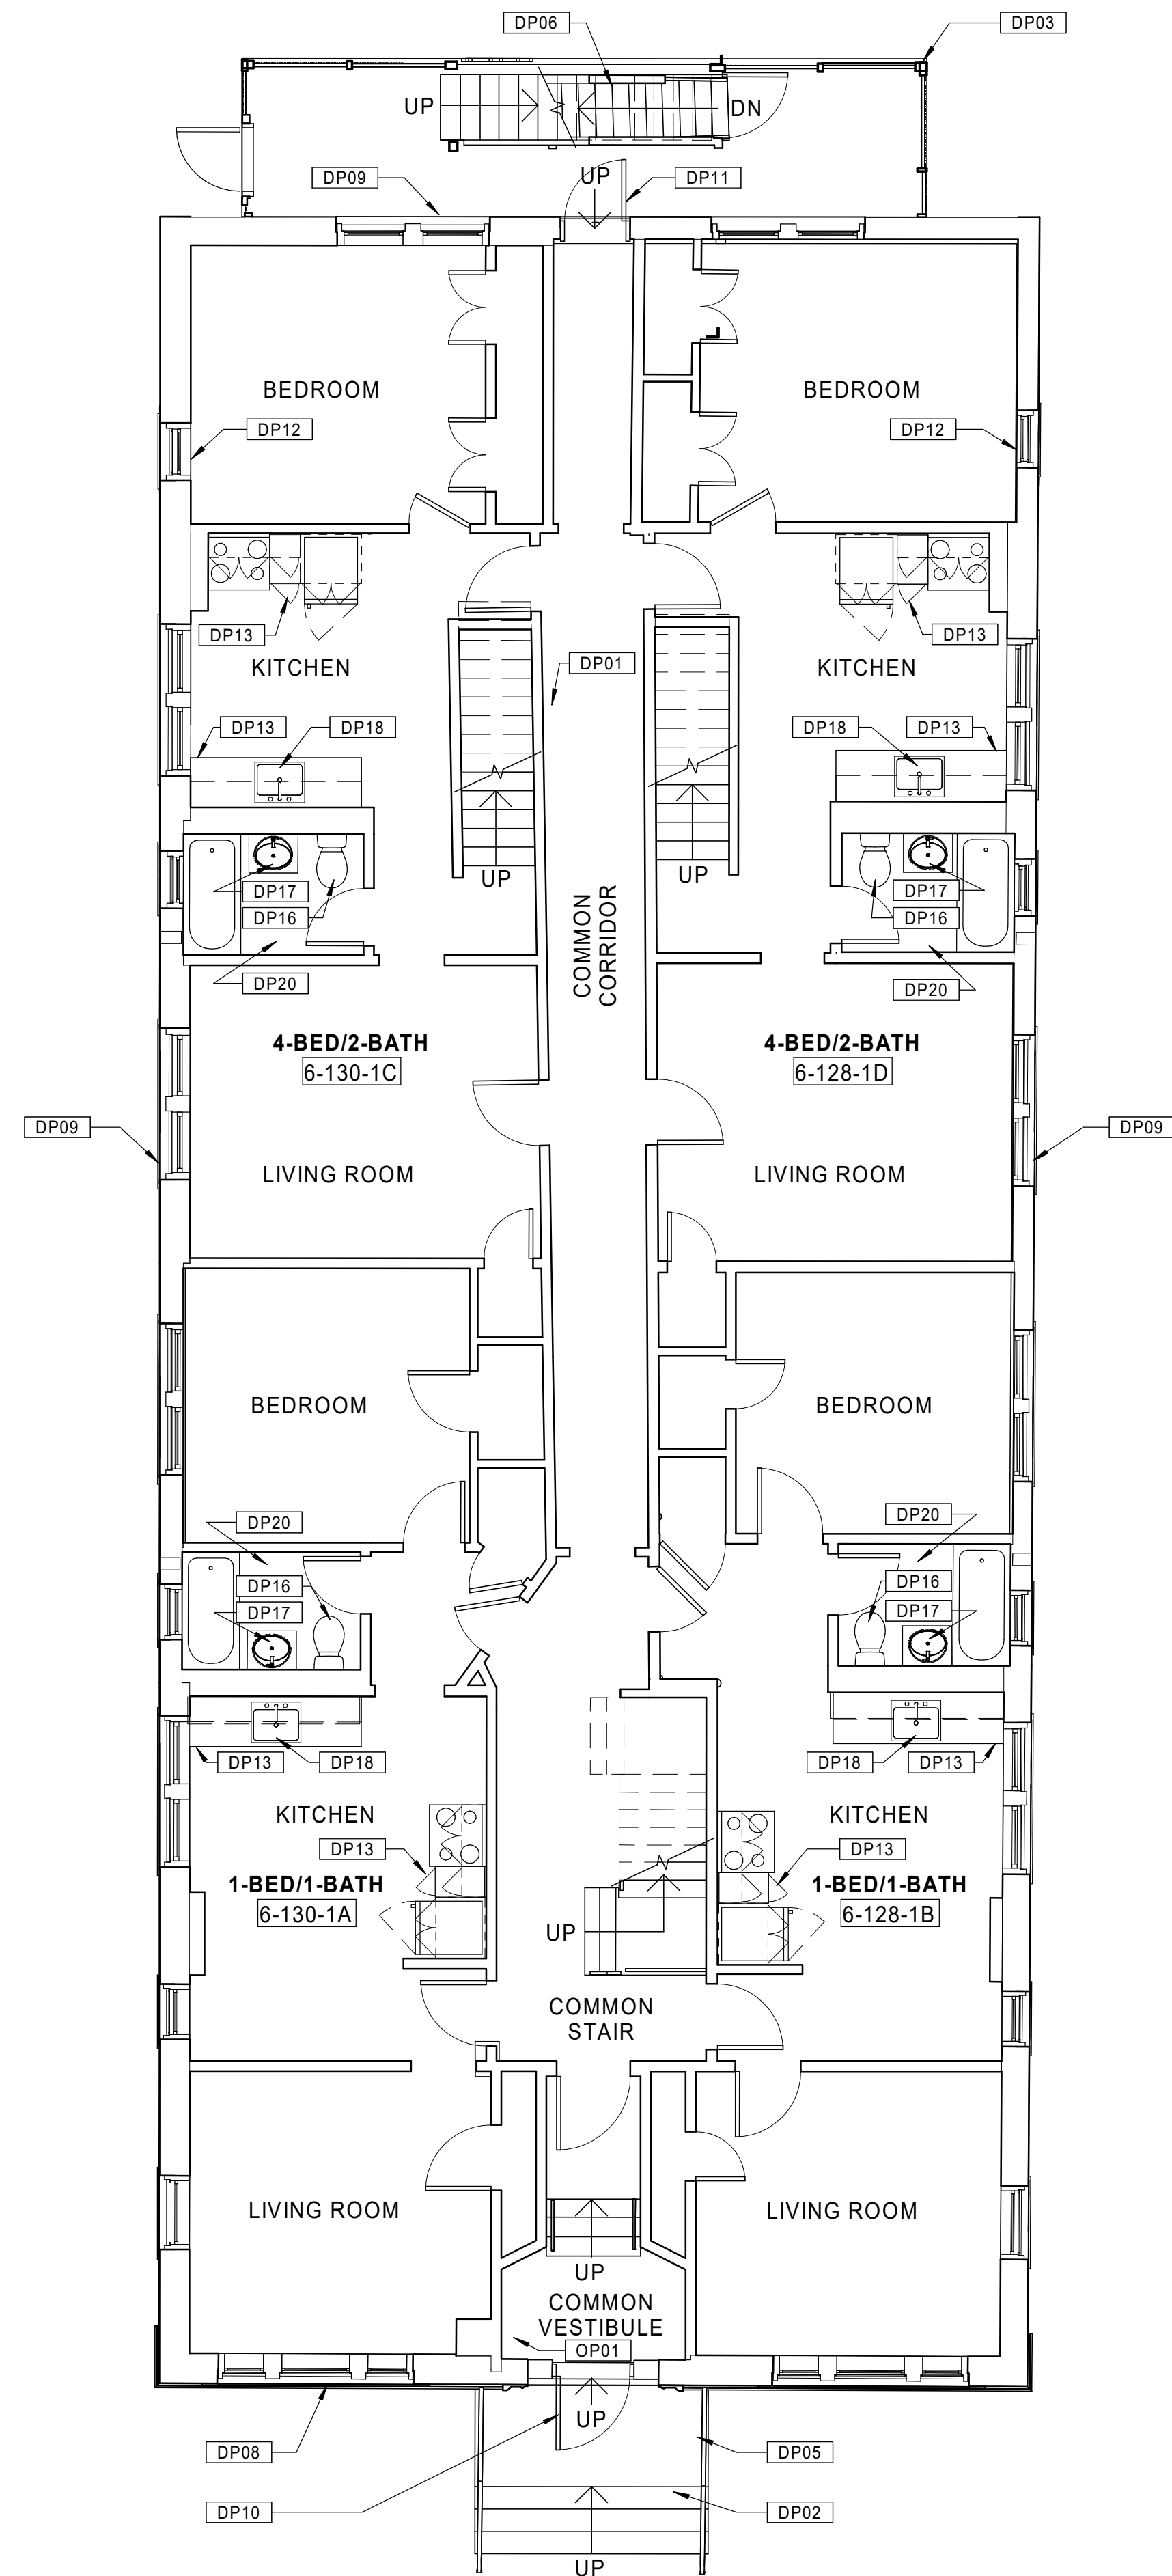 DP06
DP03
UP
DN
DP09
UP
DP11
BEDROOM
BEDROOM
DP12
DP12
DP13
DP13
KITCHEN
DP01
KITCHEN
DP13
DP18
DP18
DP13
UP
UP
DP17
DP17
DP16
DP16
COMMON
CORRIDOR
DP20
DP20
4-BED/2-BATH
6-130-1C
4-BED/2-BATH
6-128-1D
DP09
DP09
LIVING ROOM
LIVING ROOM
BEDROOM
BEDROOM
DP20
DP20
DP16
DP16
DP17
DP17
DP13
DP18
DP18
DP13
KITCHEN
KITCHEN
DP13
DP13
1-BED/1-BATH
6-130-1A
1-BED/1-BATH
6-128-1B
UP
COMMON
STAIR
LIVING ROOM
LIVING ROOM
UP
COMMON
VESTIBULE
OP01
UP
DP08
DP05
DP10
DP02
UP